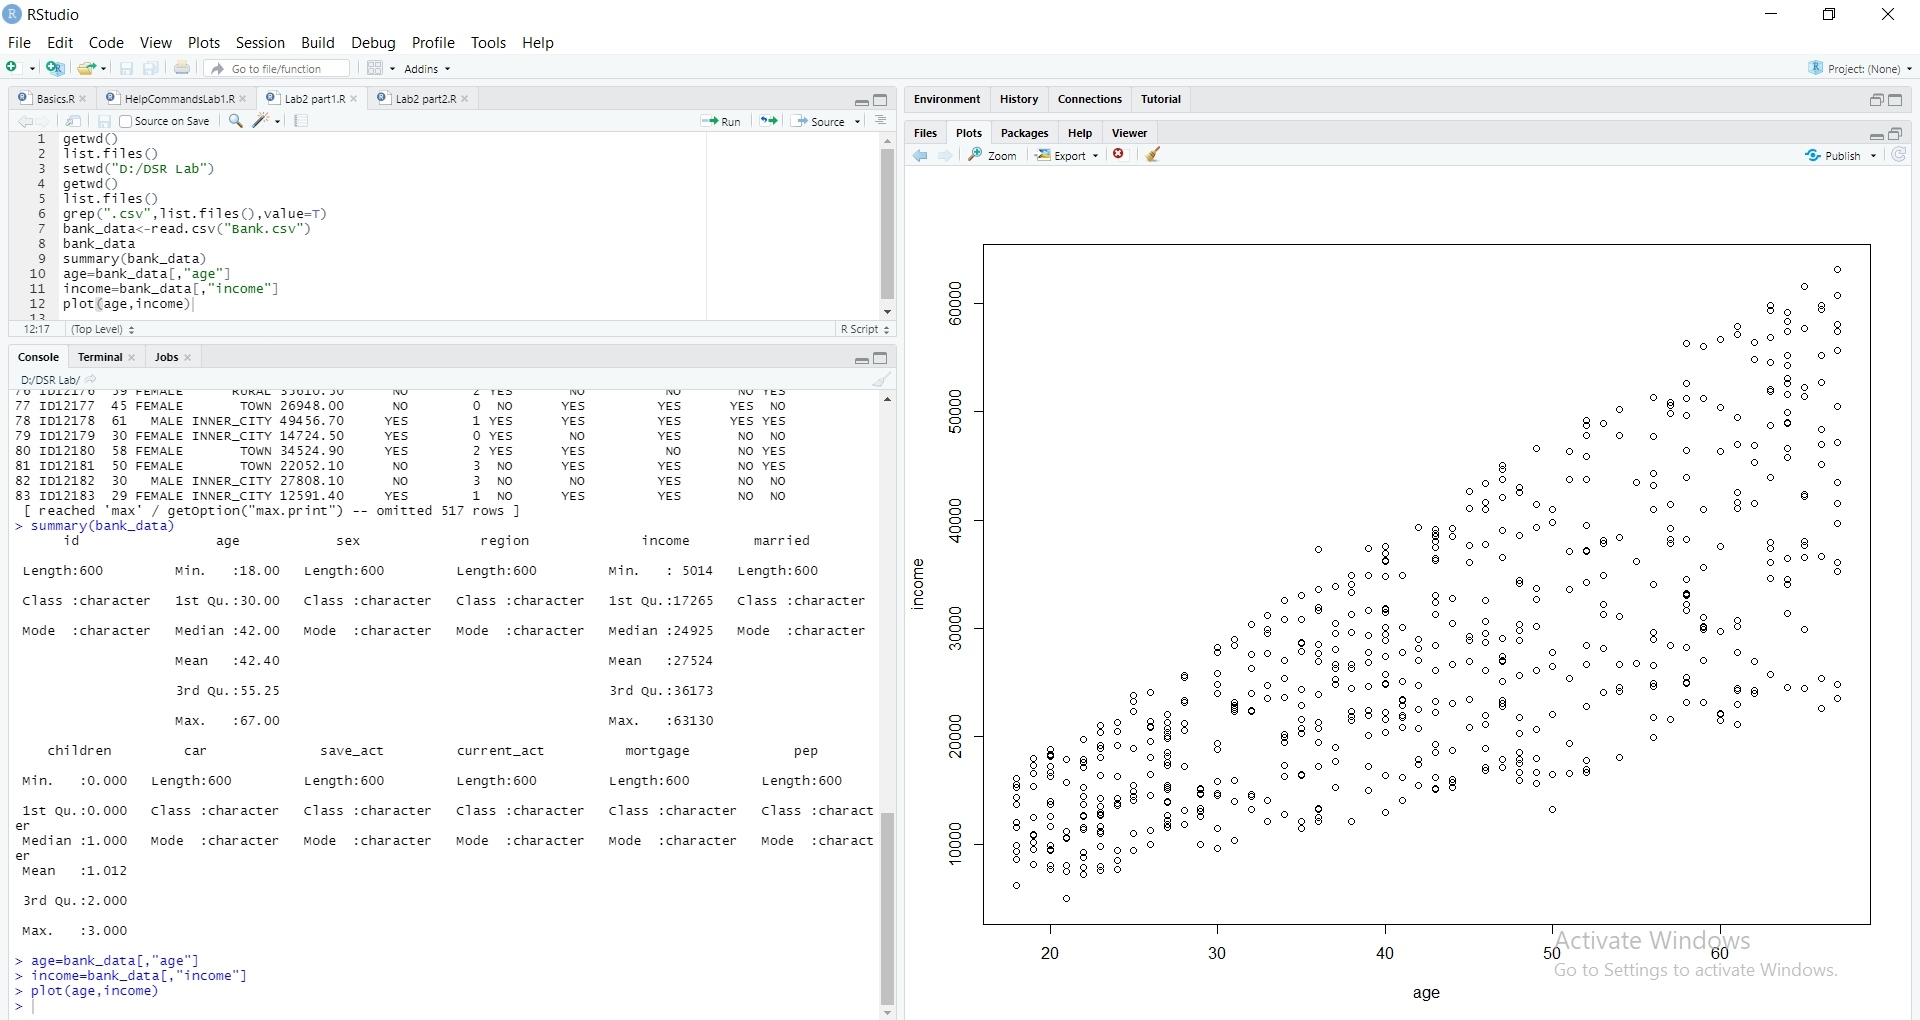 RStudio
File Edit Code View Plots Session Build Debug Profile Tools Help
Go to file/function Addins Project: (None)
Basics.R HelpCommandsLab1.R Lab2 part1.R Lab2 part2.R
Source on Save Run Source
1 getwd()
2 list.files()
3 setwd("D:/DSR Lab")
4 getwd()
5 list.files()
6 grep(".csv",list.files(),value=T)
7 bank_data<-read.csv("Bank.csv")
8 bank_data
9 summary(bank_data)
10 age=bank_data[,"age"]
11 income=bank_data[,"income"]
12 plot(age,income)
13
12:17 (Top Level) R Script
Console Terminal Jobs
D:/DSR Lab/
76 ID12176 59 FEMALE RURAL 35610.50 NO 2 YES NO NO NO YES
77 ID12177 45 FEMALE TOWN 26948.00 NO 0 NO YES YES YES NO
78 ID12178 61 MALE INNER_CITY 49456.70 YES 1 YES YES YES YES YES
79 ID12179 30 FEMALE INNER_CITY 14724.50 YES 0 YES NO YES NO NO
80 ID12180 58 FEMALE TOWN 34524.90 YES 2 YES YES NO NO YES
81 ID12181 50 FEMALE TOWN 22052.10 NO 3 NO YES YES NO YES
82 ID12182 30 MALE INNER_CITY 27808.10 NO 3 NO NO YES NO NO
83 ID12183 29 FEMALE INNER_CITY 12591.40 YES 1 NO YES YES NO NO
[ reached 'max' / getOption("max.print") -- omitted 517 rows ]
> summary(bank_data)
id age sex region income married
Length:600 Min. :18.00 Length:600 Length:600 Min. : 5014 Length:600
Class :character 1st Qu.:30.00 Class :character Class :character 1st Qu.:17265 Class :character
Mode :character Median :42.00 Mode :character Mode :character Median :24925 Mode :character
Mean :42.40 Mean :27524
3rd Qu.:55.25 3rd Qu.:36173
Max. :67.00 Max. :63130
children car save_act current_act mortgage pep
Min. :0.000 Length:600 Length:600 Length:600 Length:600 Length:600
1st Qu.:0.000 Class :character Class :character Class :character Class :character Class :charact
er
Median :1.000 Mode :character Mode :character Mode :character Mode :character Mode :charact
er
Mean :1.012
3rd Qu.:2.000
Max. :3.000
> age=bank_data[,"age"]
> income=bank_data[,"income"]
> plot(age,income)
>
Environment History Connections Tutorial
Files Plots Packages Help Viewer
Zoom Export Publish
60000
50000
40000
30000
20000
10000
income
20 30 40 50 60
age
Activate Windows
Go to Settings to activate Windows.